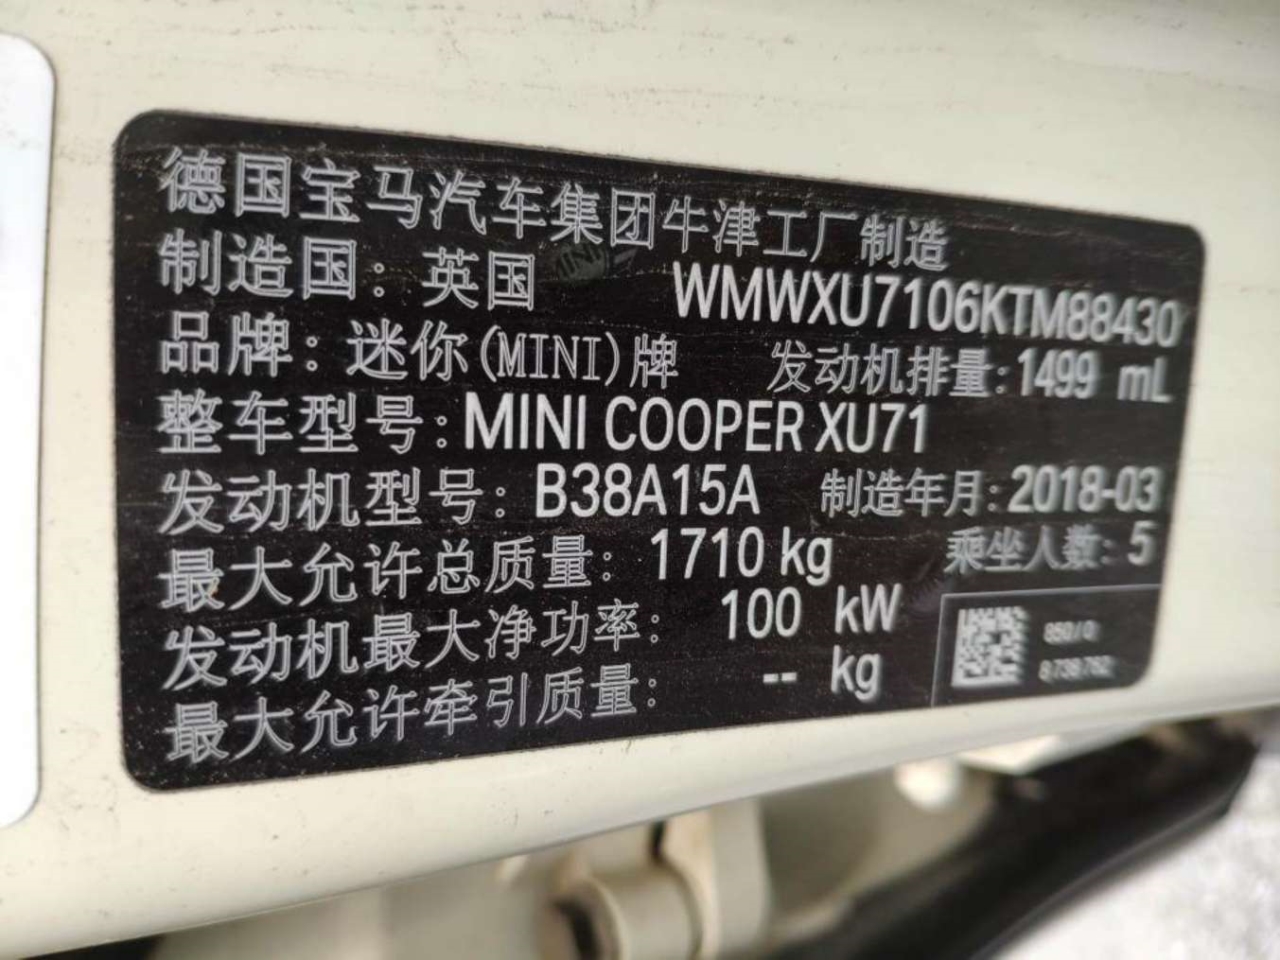 德国宝马汽车集团牛津工厂制造
制造国：英国 WMWXU7106KTM88430
品牌：迷你(MINI)牌 发动机排量：1499 mL
整车型号：MINI COOPER XU71
发动机型号：B38A15A 制造年月：2018-03
最大允许总质量：1710 kg 乘坐人数：5
发动机最大净功率：100 kW
最大允许牵引质量：-- kg
850/0
8738762
MINI